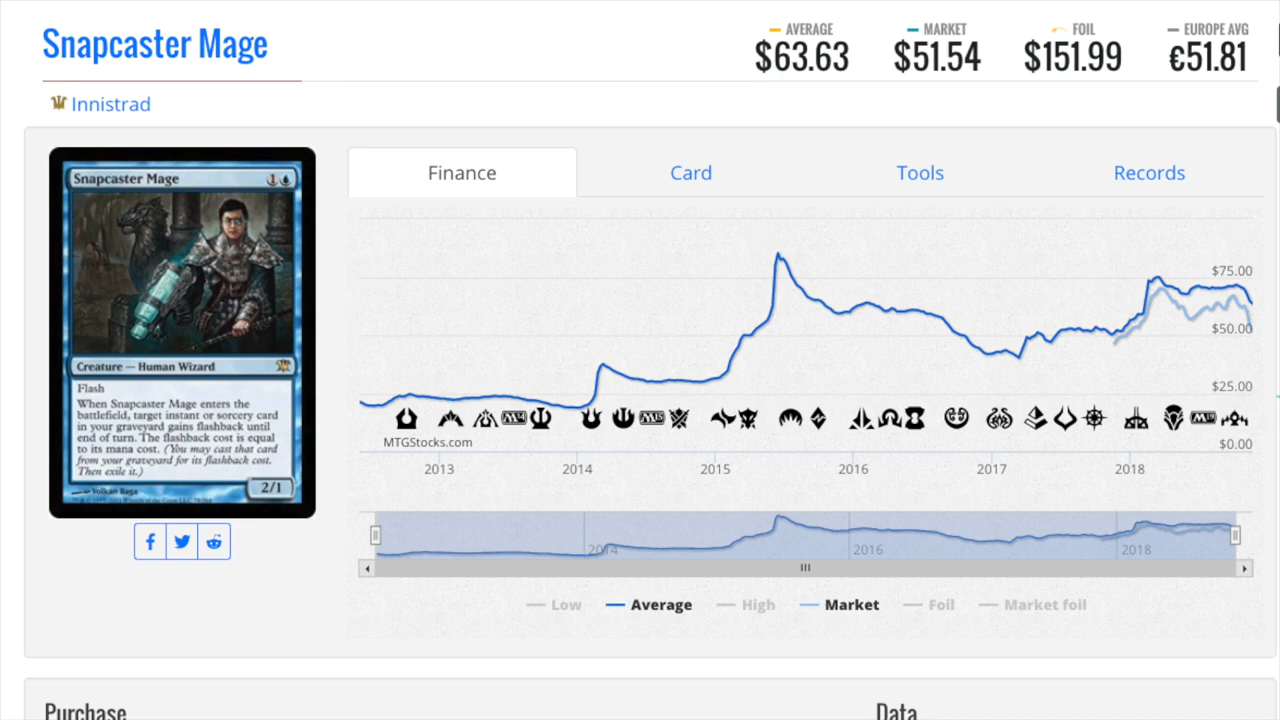 Snapcaster Mage
AVERAGE
$63.63
MARKET
$51.54
FOIL
$151.99
EUROPE AVG
€51.81
Innistrad
Snapcaster Mage 1
Creature — Human Wizard
Flash
When Snapcaster Mage enters the
battlefield, target instant or sorcery card
in your graveyard gains flashback until
end of turn. The flashback cost is equal
to its mana cost. (You may cast that card
from your graveyard for its flashback cost.
Then exile it.)
Volkan Baga
2/1
Finance
Card
Tools
Records
$75.00
$50.00
$25.00
$0.00
M14
M15
MTGStocks.com
2013 2014 2015 2016 2017 2018
2014 2016 2018
Low Average High Market Foil Market foil
Purchase
Data